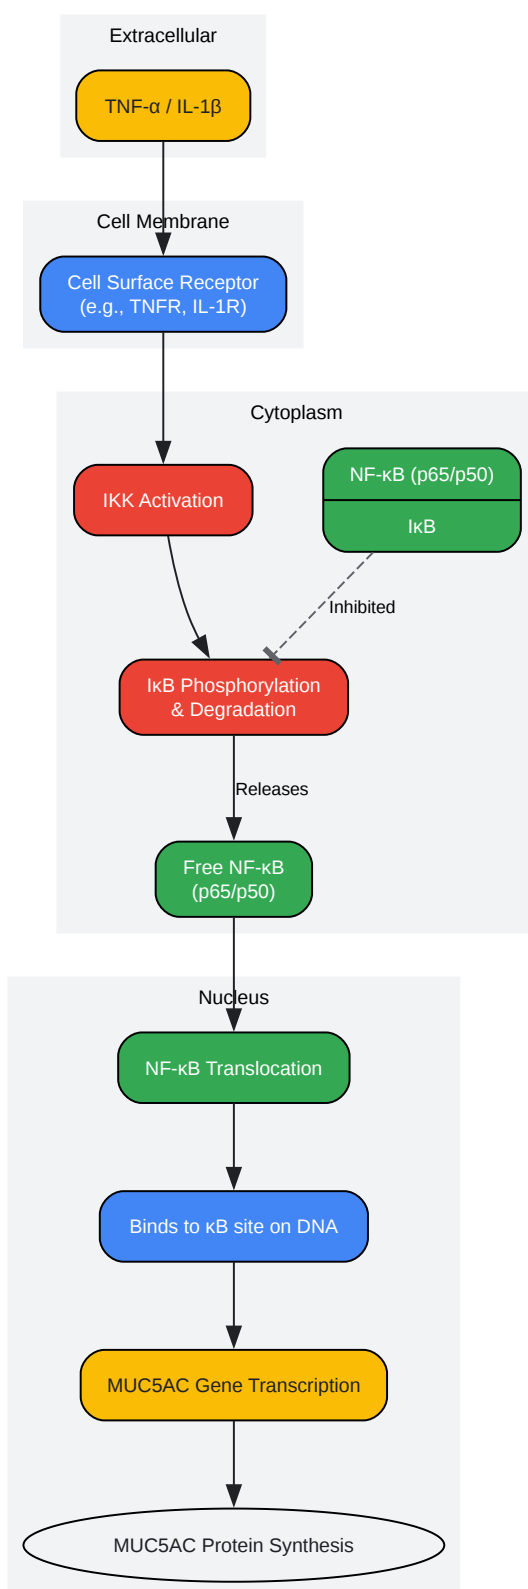 Extracellular
TNF-α / IL-1β
Cell Membrane
Cell Surface Receptor
(e.g., TNFR, IL-1R)
Cytoplasm
NF-κB (p65/p50)
IκB
IKK Activation
Inhibited
IκB Phosphorylation
& Degradation
Releases
Free NF-κB
(p65/p50)
Nucleus
NF-κB Translocation
Binds to κB site on DNA
MUC5AC Gene Transcription
MUC5AC Protein Synthesis